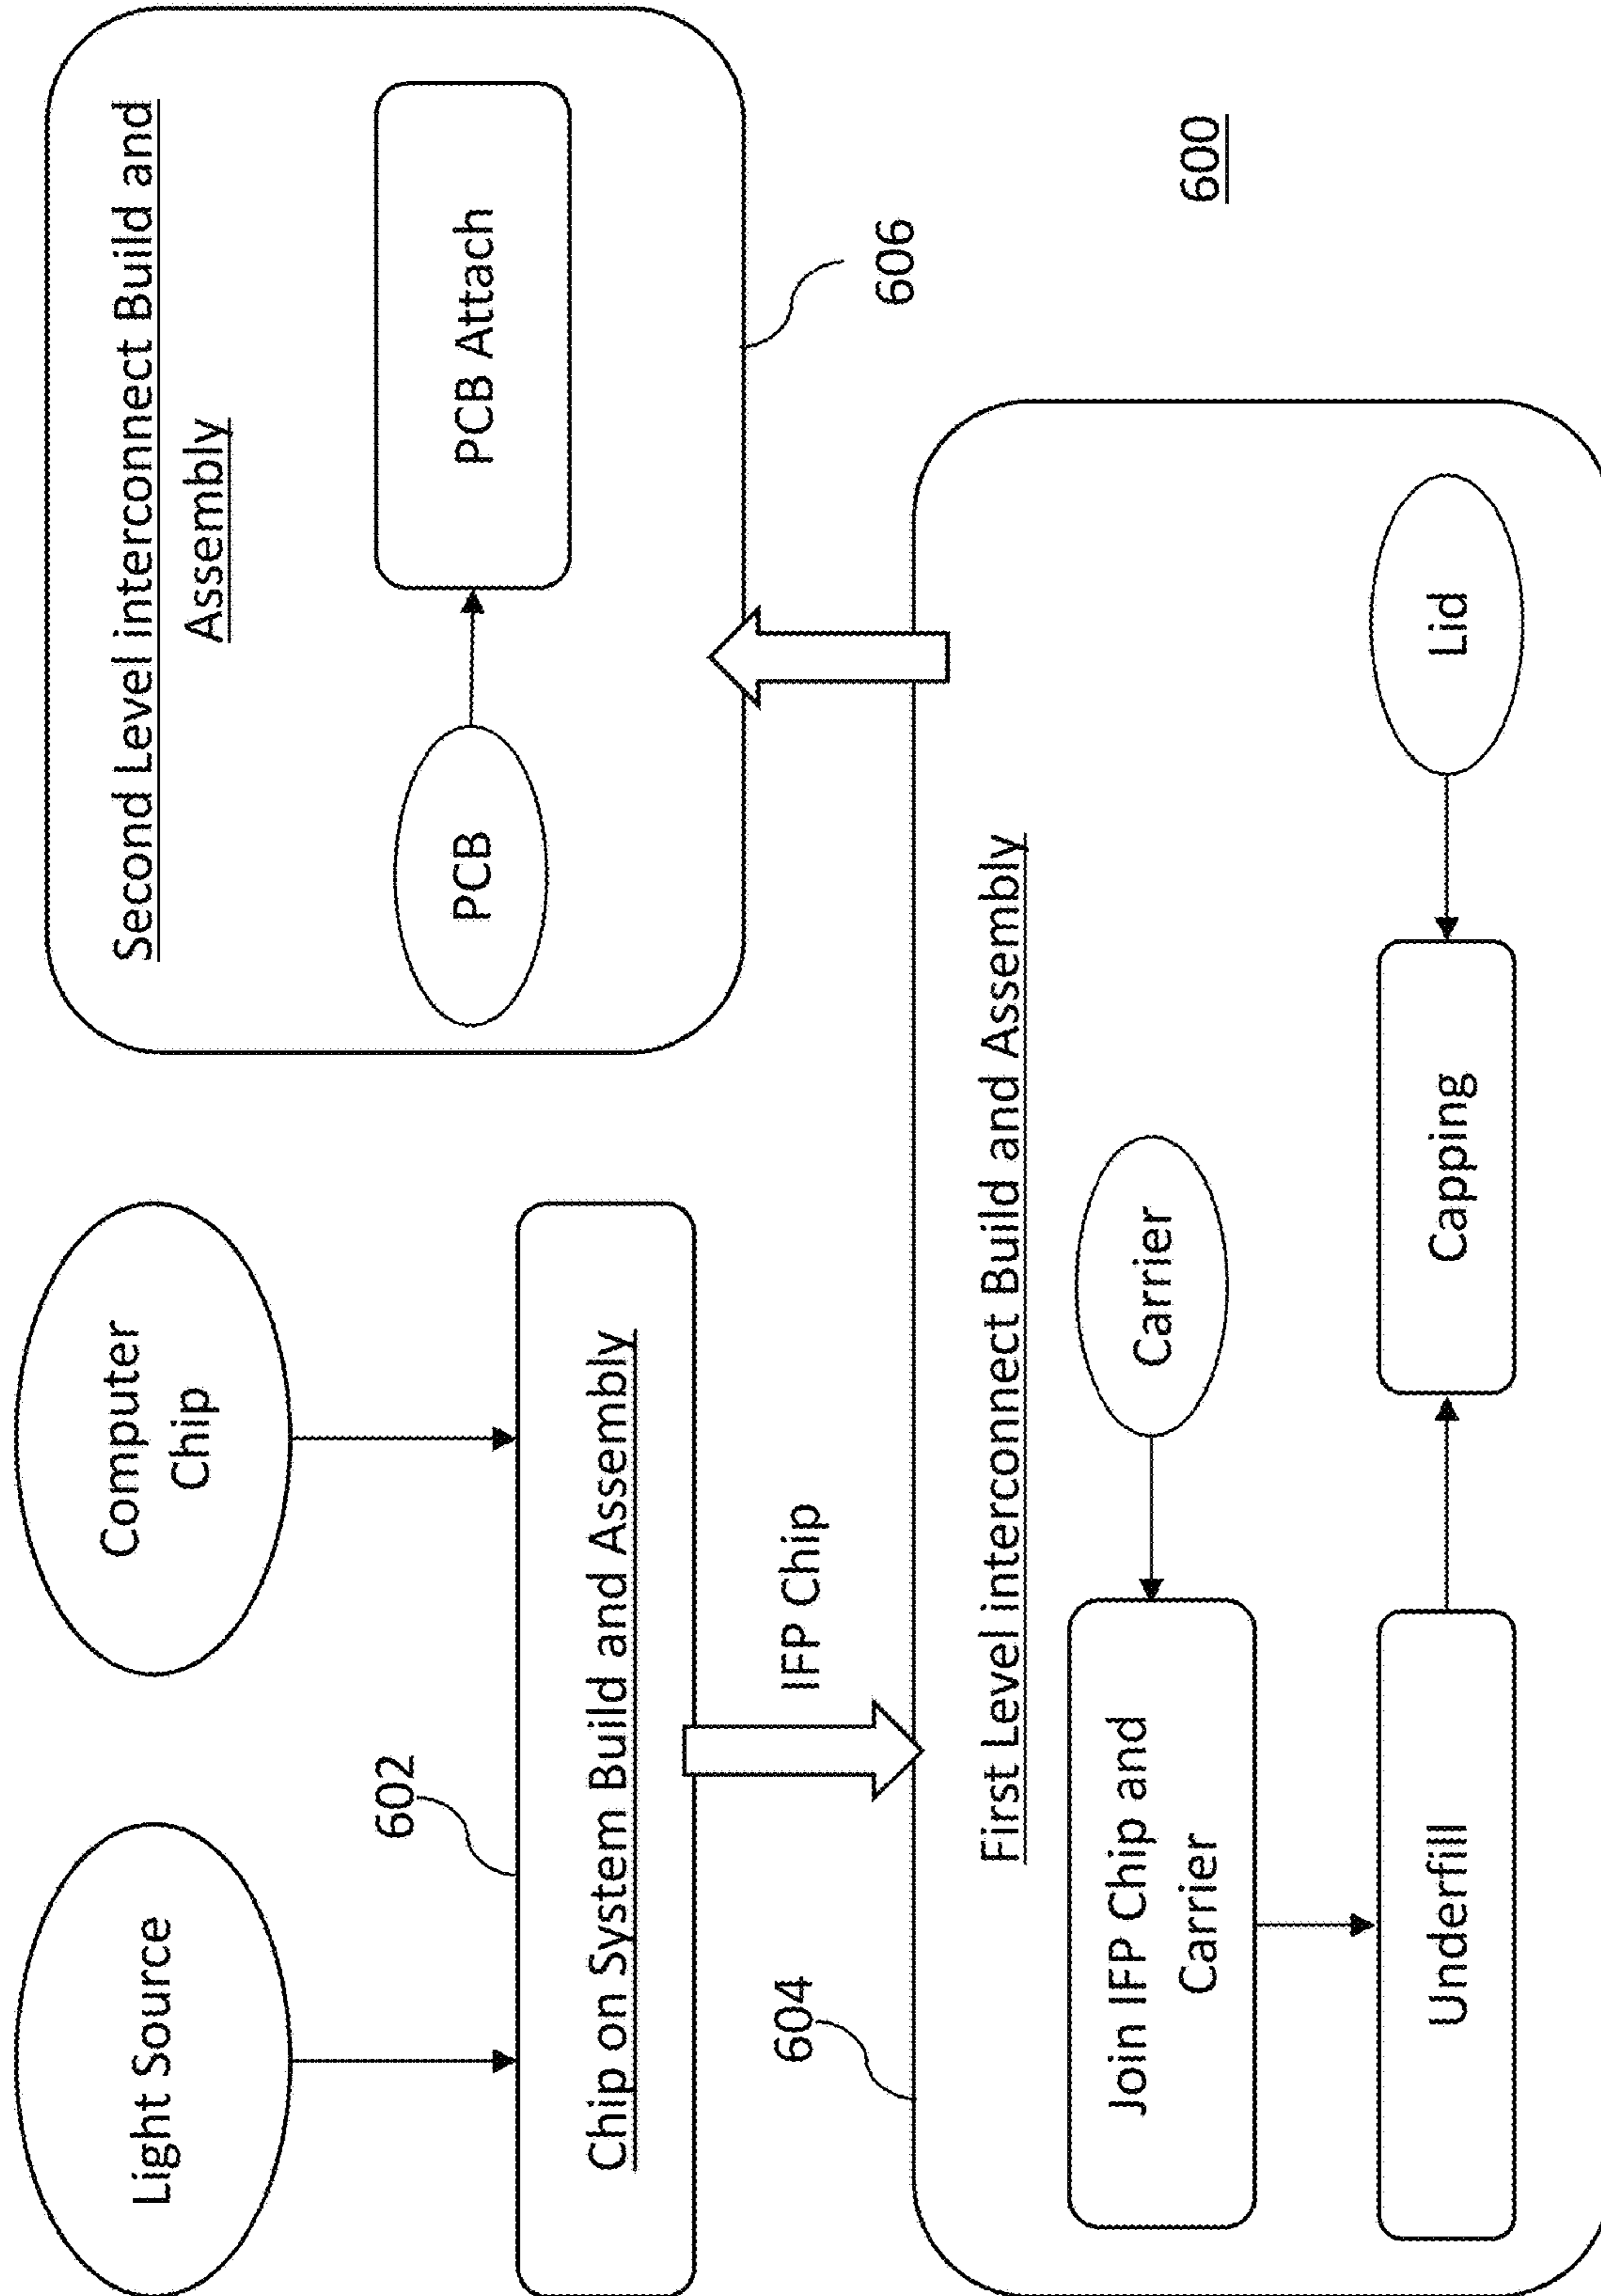 Light Source
Computer
Chip
602
Chip on System Build and Assembly
IFP Chip
Second Level interconnect Build and
Assembly
PCB
PCB Attach
606
604
First Level interconnect Build and Assembly
Join IFP Chip and
Carrier
Carrier
Underfill
Capping
Lid
600